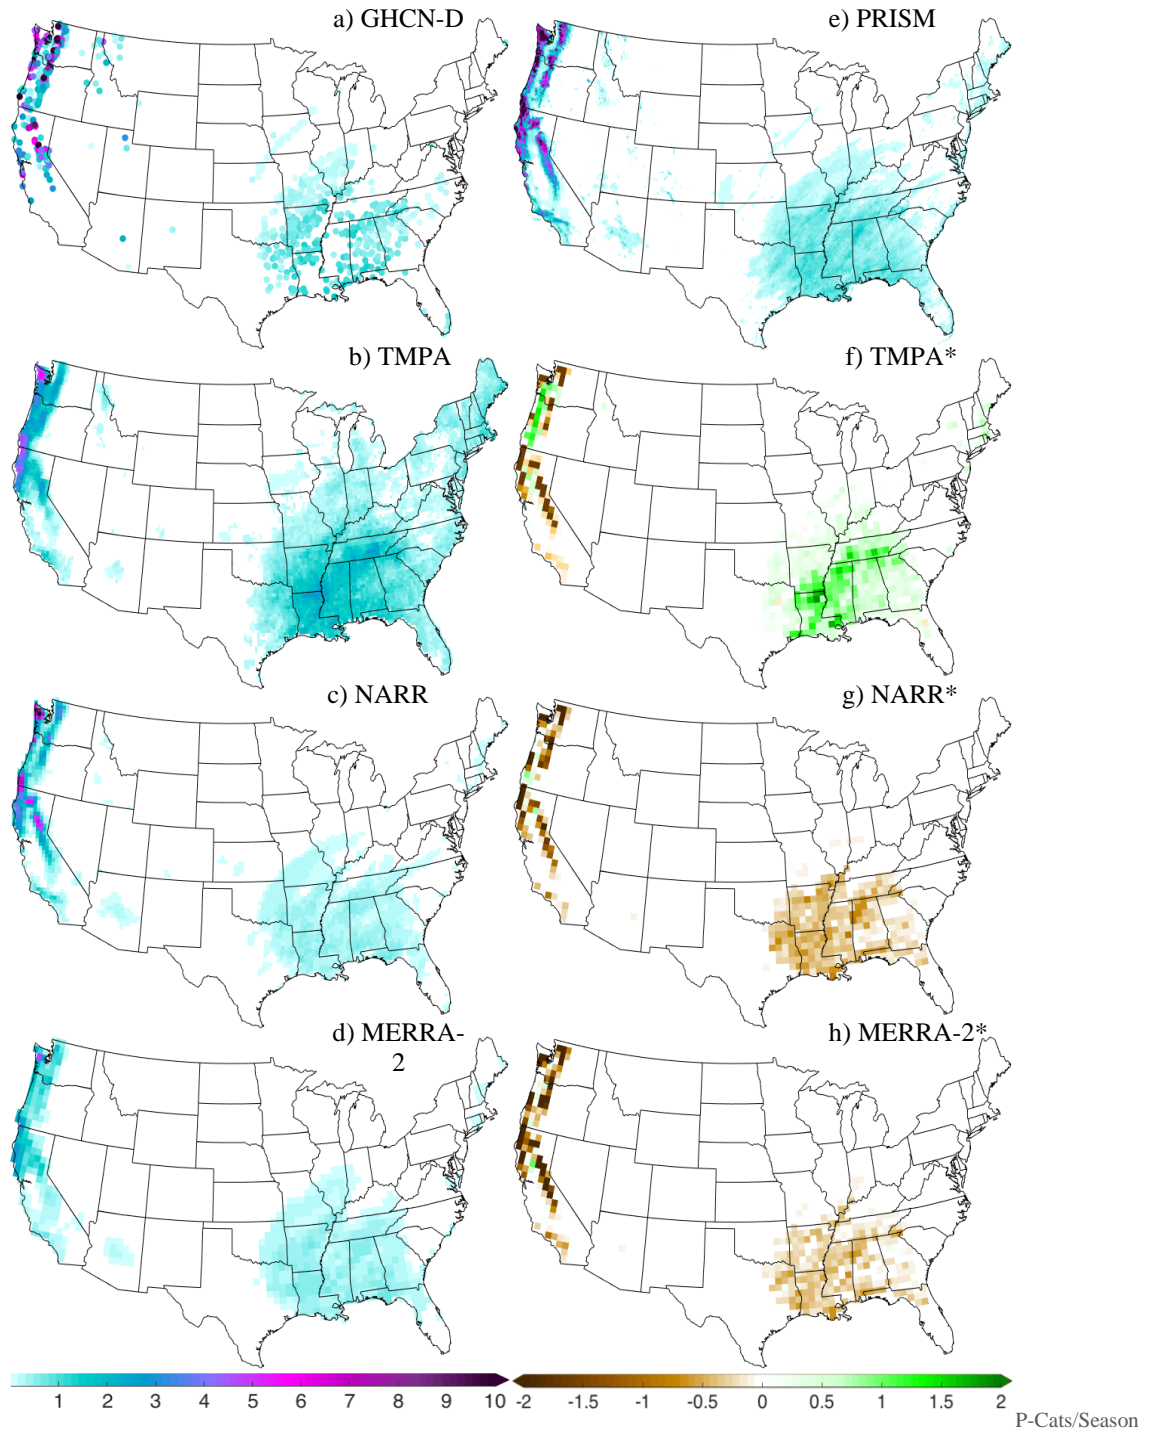 a) GHCN-D
e) PRISM
b) TMPA
f) TMPA*
c) NARR
g) NARR*
d) MERRA-
2
h) MERRA-2*
1 2 3 4 5 6 7 8 9 10
-2 -1.5 -1 -0.5 0 0.5 1 1.5 2
P-Cats/Season